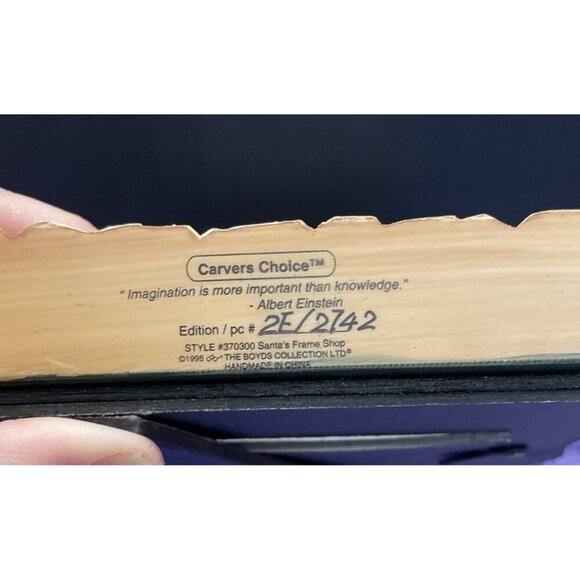 Carvers Choice™
"Imagination is more important than knowledge."
- Albert Einstein
Edition / pc # 2E/2742
STYLE #370300 Santa's Frame Shop
©1998 THE BOYDS COLLECTION LTD®
HANDMADE IN CHINA